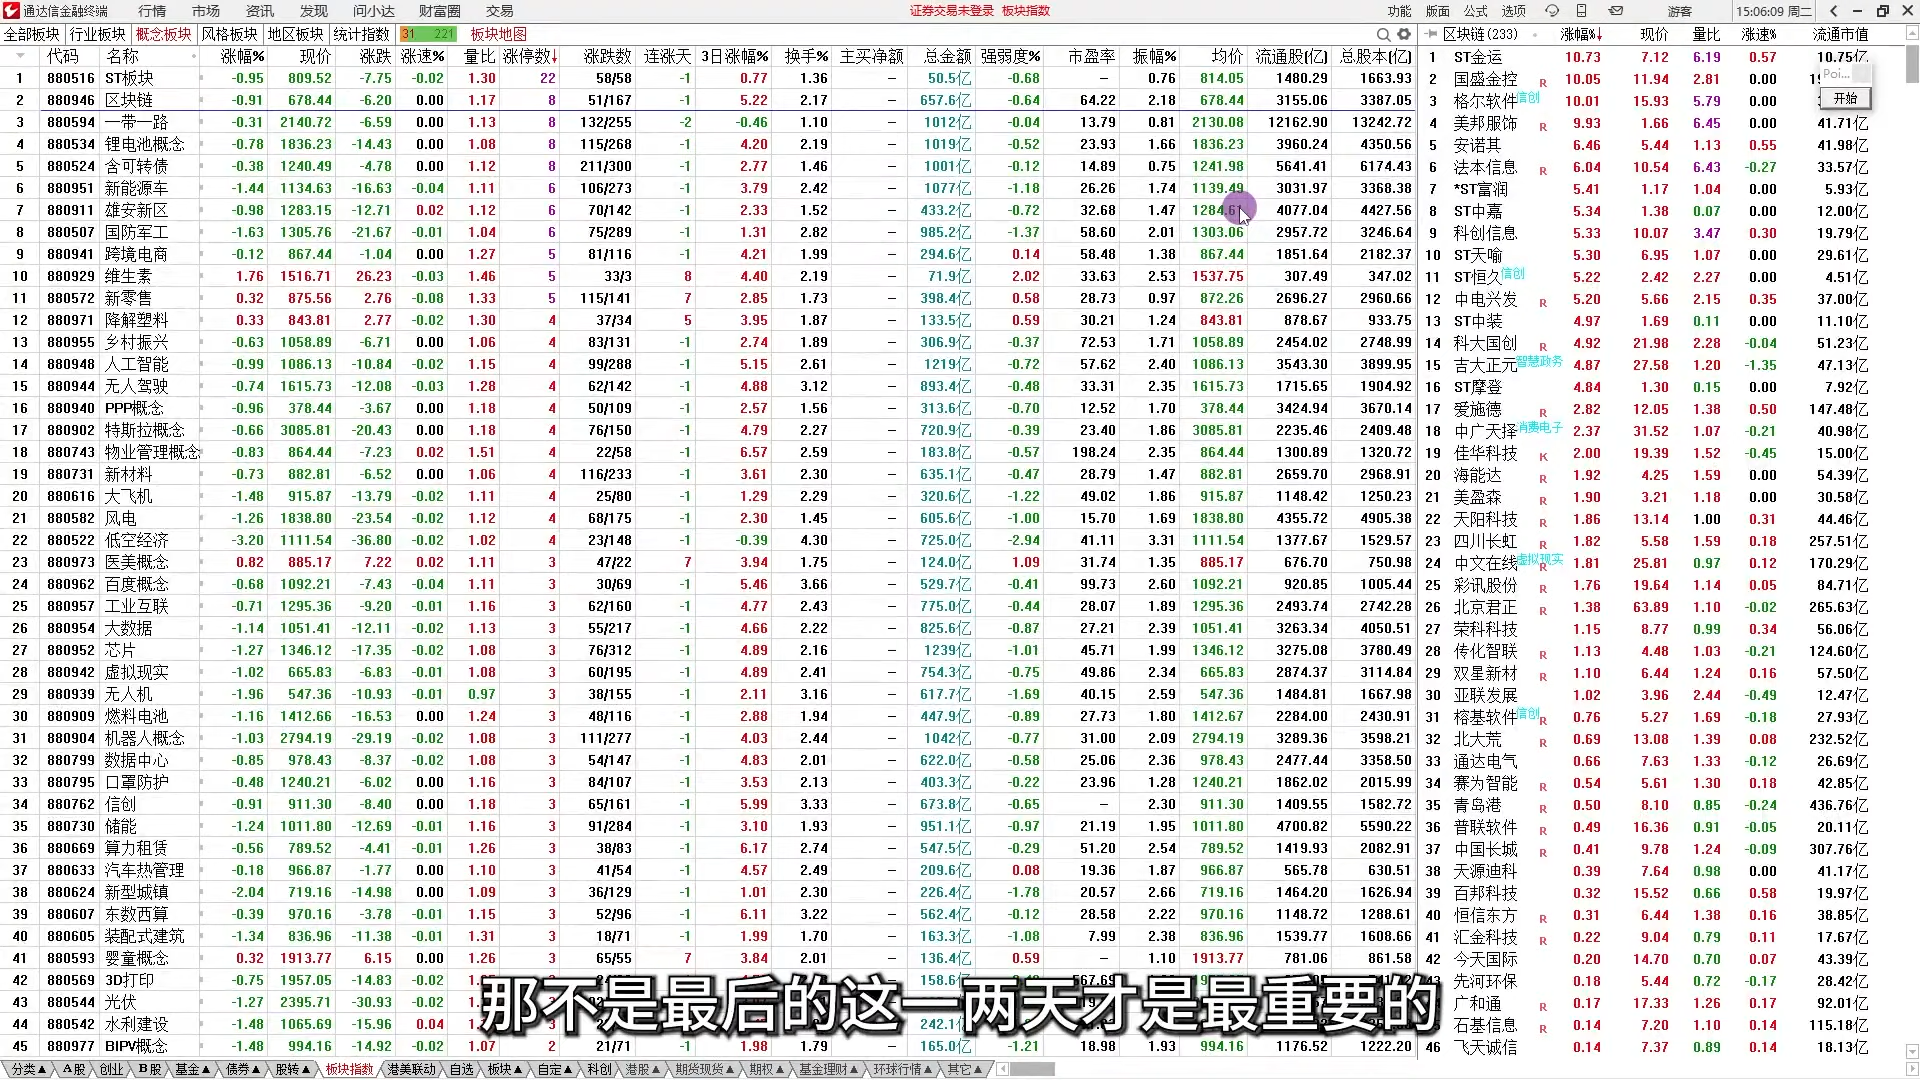 通达信金融终端 行情 市场 资讯 发现 问小达 财富圈 交易 证券交易未登录 板块指数 功能 版面 公式 选项 游客 15:06:09 周二
全部板块 行业板块 概念板块 风格板块 地区板块 统计指数 31 221 板块地图
代码 名称 涨幅% 现价 涨跌 涨速% 量比 涨停数↓ 涨跌数 连涨天 3日涨幅% 换手% 主买净额 总金额 强弱度% 市盈率 振幅% 均价 流通股(亿) 总股本(亿)
1 880516 ST板块 -0.95 809.52 -7.75 -0.02 1.30 22 58/58 -1 0.77 1.36 — 50.5亿 -0.68 — 0.76 814.05 1480.29 1663.93
2 880946 区块链 -0.91 678.44 -6.20 0.00 1.17 8 51/167 -1 5.22 2.17 — 657.6亿 -0.64 64.22 2.18 678.44 3155.06 3387.05
3 880594 一带一路 -0.31 2140.72 -6.59 0.00 1.13 8 132/255 -2 -0.46 1.10 — 1012亿 -0.04 13.79 0.81 2130.08 12162.90 13242.72
4 880534 锂电池概念 -0.78 1836.23 -14.43 0.00 1.08 8 115/268 -1 4.20 2.19 — 1019亿 -0.52 23.93 1.66 1836.23 3960.24 4350.56
5 880524 含可转债 -0.38 1240.49 -4.78 0.00 1.12 8 211/300 -1 2.77 1.46 — 1001亿 -0.12 14.89 0.75 1241.98 5641.41 6174.43
6 880951 新能源车 -1.44 1134.63 -16.63 -0.04 1.11 6 106/273 -1 3.79 2.42 — 1077亿 -1.18 26.26 1.74 1139.49 3031.97 3368.38
7 880911 雄安新区 -0.98 1283.15 -12.71 0.02 1.12 6 70/142 -1 2.33 1.52 — 433.2亿 -0.72 32.68 1.47 1284.61 4077.04 4427.56
8 880507 国防军工 -1.63 1305.76 -21.67 -0.01 1.04 6 75/289 -1 1.31 2.82 — 985.2亿 -1.37 58.60 2.01 1303.06 2957.72 3246.64
9 880941 跨境电商 -0.12 867.44 -1.04 0.00 1.27 5 81/116 -1 4.21 1.99 — 294.6亿 0.14 58.48 1.38 867.44 1851.64 2182.37
10 880929 维生素 1.76 1516.71 26.23 -0.03 1.46 5 33/3 8 4.40 2.19 — 71.9亿 2.02 33.63 2.53 1537.75 307.49 347.02
11 880572 新零售 0.32 875.56 2.76 -0.08 1.33 5 115/141 7 2.85 1.73 — 398.4亿 0.58 28.73 0.97 872.26 2696.27 2960.66
12 880971 降解塑料 0.33 843.81 2.77 -0.02 1.30 4 37/34 5 3.95 1.87 — 133.5亿 0.59 30.21 1.24 843.81 878.67 933.75
13 880955 乡村振兴 -0.63 1058.89 -6.71 0.00 1.06 4 83/131 -1 2.74 1.89 — 306.9亿 -0.37 72.53 1.71 1058.89 2454.02 2748.99
14 880948 人工智能 -0.99 1086.13 -10.84 -0.02 1.15 4 99/288 -1 5.15 2.61 — 1219亿 -0.72 57.62 2.40 1086.13 3543.30 3899.95
15 880944 无人驾驶 -0.74 1615.73 -12.08 -0.03 1.28 4 62/142 -1 4.88 3.12 — 893.4亿 -0.48 33.31 2.35 1615.73 1715.65 1904.92
16 880940 PPP概念 -0.96 378.44 -3.67 0.00 1.18 4 50/109 -1 2.57 1.56 — 313.6亿 -0.70 12.52 1.70 378.44 3424.94 3670.14
17 880902 特斯拉概念 -0.66 3085.81 -20.43 0.00 1.18 4 76/150 -1 4.79 2.27 — 720.9亿 -0.39 23.40 1.86 3085.81 2235.46 2409.48
18 880743 物业管理概念 -0.83 864.44 -7.23 0.02 1.51 4 22/58 -1 6.57 2.59 — 183.8亿 -0.57 198.24 2.35 864.44 1300.89 1320.72
19 880731 新材料 -0.73 882.81 -6.52 0.00 1.06 4 116/233 -1 3.61 2.30 — 635.1亿 -0.47 28.79 1.47 882.81 2659.70 2968.91
20 880616 大飞机 -1.48 915.87 -13.79 -0.02 1.11 4 25/80 -1 1.29 2.29 — 320.6亿 -1.22 49.02 1.86 915.87 1148.42 1250.23
21 880582 风电 -1.26 1838.80 -23.54 -0.02 1.12 4 68/175 -1 2.30 1.45 — 605.6亿 -1.00 15.70 1.69 1838.80 4355.72 4905.38
22 880522 低空经济 -3.20 1111.54 -36.80 -0.02 1.02 4 23/148 -1 -0.39 4.30 — 725.0亿 -2.94 41.11 3.31 1111.54 1377.67 1529.57
23 880773 医美概念 0.82 885.17 7.22 0.02 1.11 3 47/22 7 3.94 1.75 — 124.0亿 1.09 31.74 1.35 885.17 676.70 750.98
24 880962 百度概念 -0.68 1092.21 -7.43 -0.04 1.11 3 30/69 -1 5.46 3.66 — 529.7亿 -0.41 99.73 2.60 1092.21 920.85 1005.44
25 880957 工业互联 -0.71 1295.36 -9.20 -0.01 1.16 3 62/160 -1 4.77 2.43 — 775.0亿 -0.44 28.07 1.89 1295.36 2493.74 2742.28
26 880954 大数据 -1.14 1051.41 -12.11 -0.02 1.13 3 55/217 -1 4.66 2.22 — 825.6亿 -0.87 27.21 2.39 1051.41 3263.34 4050.51
27 880952 芯片 -1.27 1346.12 -17.35 -0.02 1.08 3 76/312 -1 4.89 2.16 — 1239亿 -1.01 45.71 1.99 1346.12 3275.08 3780.49
28 880942 虚拟现实 -1.02 665.83 -6.83 -0.01 1.08 3 60/195 -1 4.89 2.41 — 754.3亿 -0.75 49.86 2.34 665.83 2874.37 3114.84
29 880939 无人机 -1.96 547.36 -10.93 -0.01 0.97 3 38/155 -1 2.11 3.16 — 617.7亿 -1.69 40.15 2.59 547.36 1484.81 1667.98
30 880909 燃料电池 -1.16 1412.66 -16.53 0.00 1.24 3 48/116 -1 2.88 1.94 — 447.9亿 -0.89 27.73 1.80 1412.67 2284.00 2430.91
31 880904 机器人概念 -1.03 2794.19 -29.19 -0.02 1.08 3 111/277 -1 4.03 2.44 — 1042亿 -0.77 31.00 2.09 2794.19 3289.36 3598.21
32 880799 数据中心 -0.85 978.43 -8.37 -0.02 1.08 3 54/147 -1 4.83 2.01 — 622.0亿 -0.58 25.06 2.36 978.43 2477.44 3358.50
33 880795 口罩防护 -0.48 1240.21 -6.02 0.00 1.16 3 84/107 -1 3.53 2.13 — 403.3亿 -0.22 23.96 1.28 1240.21 1862.02 2015.99
34 880762 信创 -0.91 911.30 -8.40 0.00 1.18 3 65/161 -1 5.99 3.33 — 673.8亿 -0.65 — 2.30 911.30 1409.55 1582.72
35 880730 储能 -1.24 1011.80 -12.69 -0.01 1.16 3 91/284 -1 3.10 1.93 — 951.1亿 -0.97 21.19 1.95 1011.80 4700.82 5590.22
36 880669 算力租赁 -0.56 789.52 -4.41 -0.01 1.26 3 38/83 -1 6.17 2.74 — 547.5亿 -0.29 51.20 2.54 789.52 1419.93 2082.91
37 880633 汽车热管理 -0.18 966.87 -1.77 0.00 1.10 3 41/54 -1 4.57 2.49 — 209.6亿 0.08 19.36 1.87 966.87 565.78 630.51
38 880624 新型城镇 -2.04 719.16 -14.98 0.00 1.09 3 36/129 -1 1.01 2.30 — 226.4亿 -1.78 20.57 2.66 719.16 1464.20 1626.94
39 880607 东数西算 -0.39 970.16 -3.78 -0.01 1.15 3 52/96 -1 6.11 3.22 — 562.4亿 -0.12 28.58 2.22 970.16 1148.72 1288.61
40 880605 装配式建筑 -1.34 836.96 -11.38 -0.01 1.31 3 18/71 -1 1.99 1.70 — 163.3亿 -1.08 7.99 2.38 836.96 1539.77 1608.66
41 880593 婴童概念 0.32 1913.77 6.15 0.00 1.26 3 65/55 7 3.84 2.01 — 136.4亿 0.59 — 1.10 1913.77 781.06 861.58
42 880569 3D打印 -0.75 1957.05 -14.83 -0.02
43 880544 光伏 -1.27 2395.71 -30.93 -0.02
44 880542 水利建设 -1.48 1065.69 -15.96 0.04
45 880977 BIPV概念 -1.48 994.16 -14.92 -0.02 1.07 2 21/71 -1 1.98 1.79 — 165.0亿 -1.21 18.98 1.93 994.16 1176.52 1222.20
区块链(233) 涨幅%↓ 现价 量比 涨速% 流通市值
1 ST金运 10.73 7.12 6.19 0.57 10.75亿
2 国盛金控 R 10.05 11.94 2.81 0.00
3 格尔软件 信创 10.01 15.93 5.79 0.00
4 美邦服饰 R 9.93 1.66 6.45 0.00 41.71亿
5 安诺其 6.46 5.44 1.13 0.55 41.98亿
6 法本信息 R 6.04 10.54 6.43 -0.27 33.57亿
7 *ST富润 5.41 1.17 1.04 0.00 5.93亿
8 ST中嘉 5.34 1.38 0.07 0.00 12.00亿
9 科创信息 5.33 10.07 3.47 0.30 19.79亿
10 ST天喻 5.30 6.95 1.07 0.00 29.61亿
11 ST恒久 信创 5.22 2.42 2.27 0.00 4.51亿
12 中电兴发 R 5.20 5.66 2.15 0.35 37.00亿
13 ST中装 4.97 1.69 0.11 0.00 11.10亿
14 科大国创 R 4.92 21.98 2.28 -0.04 51.23亿
15 吉大正元 智慧政务 4.87 27.58 1.20 -1.35 47.13亿
16 ST摩登 4.84 1.30 0.15 0.00 7.92亿
17 爱施德 R 2.82 12.05 1.38 0.50 147.48亿
18 中广天择 消费电子 2.37 31.52 1.07 -0.21 40.98亿
19 佳华科技 K 2.00 19.39 1.52 -0.45 15.00亿
20 海能达 R 1.92 4.25 1.59 0.00 54.39亿
21 美盈森 R 1.90 3.21 1.18 0.00 30.58亿
22 天阳科技 R 1.86 13.14 1.00 0.31 44.46亿
23 四川长虹 R 1.82 5.58 1.59 0.18 257.51亿
24 中文在线 虚拟现实 R 1.81 25.81 0.97 0.12 170.29亿
25 彩讯股份 R 1.76 19.64 1.14 0.05 84.71亿
26 北京君正 R 1.38 63.89 1.10 -0.02 265.63亿
27 荣科科技 1.15 8.77 0.99 0.34 56.06亿
28 传化智联 R 1.13 4.48 1.03 -0.21 124.60亿
29 双星新材 R 1.10 6.44 1.24 0.16 57.50亿
30 亚联发展 1.02 3.96 2.44 -0.49 12.47亿
31 榕基软件 信创 R 0.76 5.27 1.69 -0.18 27.93亿
32 北大荒 R 0.69 13.08 1.39 0.08 232.52亿
33 通达电气 0.66 7.63 1.33 -0.12 26.69亿
34 赛为智能 R 0.54 5.61 1.30 0.18 42.85亿
35 青岛港 R 0.50 8.10 0.85 -0.24 436.76亿
36 普联软件 R 0.49 16.36 0.91 -0.05 20.11亿
37 中国长城 R 0.41 9.78 1.24 -0.09 307.76亿
38 天源迪科 0.39 7.64 0.98 0.00 41.17亿
39 百邦科技 0.32 15.52 0.66 0.58 19.97亿
40 恒信东方 R 0.31 6.44 1.38 0.16 38.85亿
41 汇金科技 R 0.22 9.04 0.79 0.11 17.67亿
42 今天国际 0.20 14.70 0.70 0.07 43.39亿
43 先河环保 0.18 5.44 0.72 -0.17 28.42亿
广和通 R 0.17 17.33 1.26 0.17 92.01亿
石基信息 R 0.14 7.20 1.10 0.14 115.18亿
46 飞天诚信 0.14 7.37 0.89 0.14 18.13亿
Poi...
开始
那不是最后的这一两天才是最重要的
分类▲ A股 创业 B股 基金▲ 债券▲ 股转▲ 板块指数 港美联动 自选 板块▲ 自定▲ 科创 港股▲ 期货现货▲ 期权▲ 基金理财▲ 环球行情▲ 其它▲